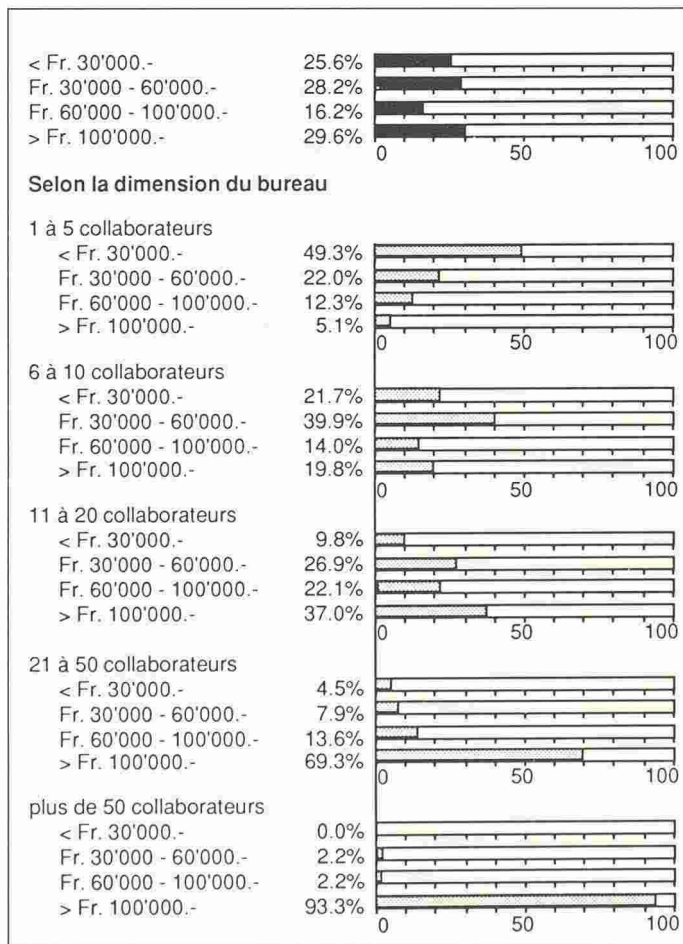 < Fr. 30'000.- 25.6%
Fr. 30'000 - 60'000.- 28.2%
Fr. 60'000 - 100'000.- 16.2%
> Fr. 100'000.- 29.6%
0 50 100
Selon la dimension du bureau
1 à 5 collaborateurs
< Fr. 30'000.- 49.3%
Fr. 30'000 - 60'000.- 22.0%
Fr. 60'000 - 100'000.- 12.3%
> Fr. 100'000.- 5.1%
0 50 100
6 à 10 collaborateurs
< Fr. 30'000.- 21.7%
Fr. 30'000 - 60'000.- 39.9%
Fr. 60'000 - 100'000.- 14.0%
> Fr. 100'000.- 19.8%
0 50 100
11 à 20 collaborateurs
< Fr. 30'000.- 9.8%
Fr. 30'000 - 60'000.- 26.9%
Fr. 60'000 - 100'000.- 22.1%
> Fr. 100'000.- 37.0%
0 50 100
21 à 50 collaborateurs
< Fr. 30'000.- 4.5%
Fr. 30'000 - 60'000.- 7.9%
Fr. 60'000 - 100'000.- 13.6%
> Fr. 100'000.- 69.3%
0 50 100
plus de 50 collaborateurs
< Fr. 30'000.- 0.0%
Fr. 30'000 - 60'000.- 2.2%
Fr. 60'000 - 100'000.- 2.2%
> Fr. 100'000.- 93.3%
0 50 100